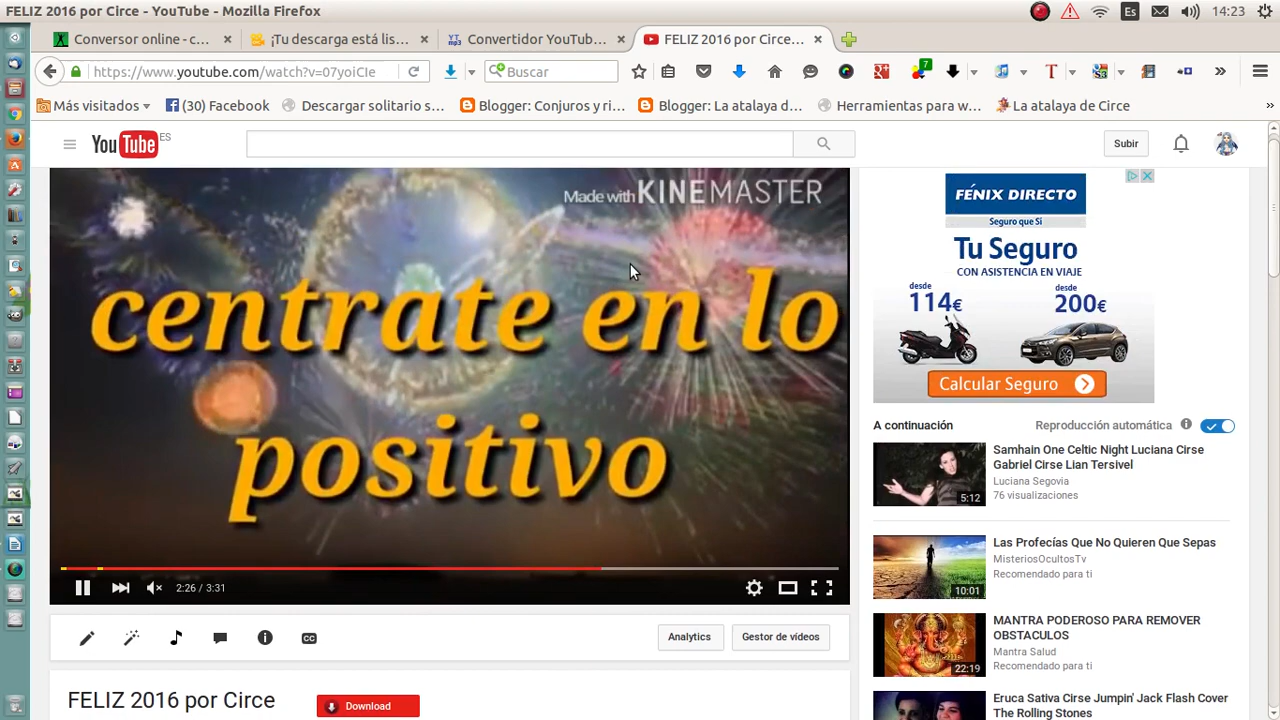 FELIZ 2016 por Circe - YouTube - Mozilla Firefox
Es
14:23
Conversor online - c...
¡Tu descarga está lis...
Convertidor YouTub...
FELIZ 2016 por Circe...
https://www.youtube.com/watch?v=07yoiCIe
Buscar
7
Más visitados
(30) Facebook
Descargar solitario s...
Blogger: Conjuros y ri...
Blogger: La atalaya d...
Herramientas para w...
La atalaya de Circe
YouTube ES
Subir
Made with KINEMASTER
centrate en lo
positivo
2:26 / 3:31
FÉNIX DIRECTO
Seguro que Si
Tu Seguro
CON ASISTENCIA EN VIAJE
desde
114€
desde
200€
Calcular Seguro
A continuación
Reproducción automática
Samhain One Celtic Night Luciana Cirse
Gabriel Cirse Lian Tersivel
Luciana Segovia
76 visualizaciones
5:12
Las Profecías Que No Quieren Que Sepas
MisteriosOcultosTv
Recomendado para ti
10:01
MANTRA PODEROSO PARA REMOVER
OBSTACULOS
Mantra Salud
Recomendado para ti
22:19
Eruca Sativa Cirse Jumpin' Jack Flash Cover
The Rolling Stones
CC
Analytics
Gestor de vídeos
FELIZ 2016 por Circe
Download